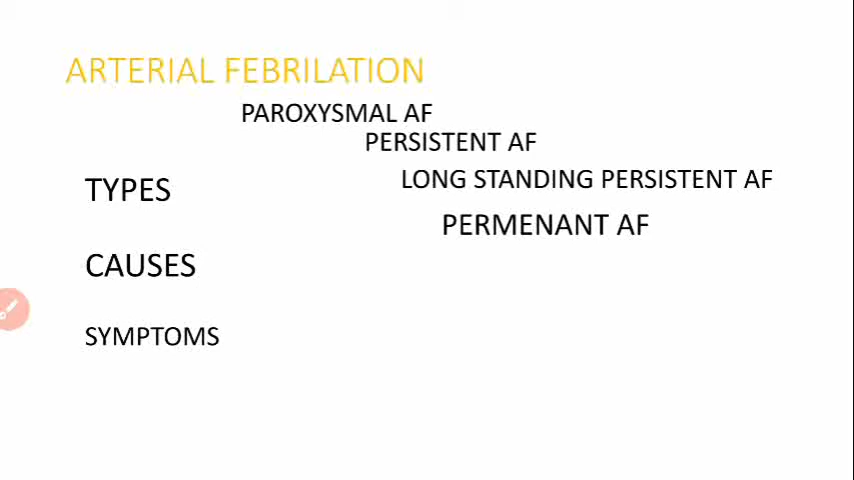 ARTERIAL FEBRILATION
PAROXYSMAL AF
PERSISTENT AF
LONG STANDING PERSISTENT AF
TYPES
PERMENANT AF
CAUSES
SYMPTOMS